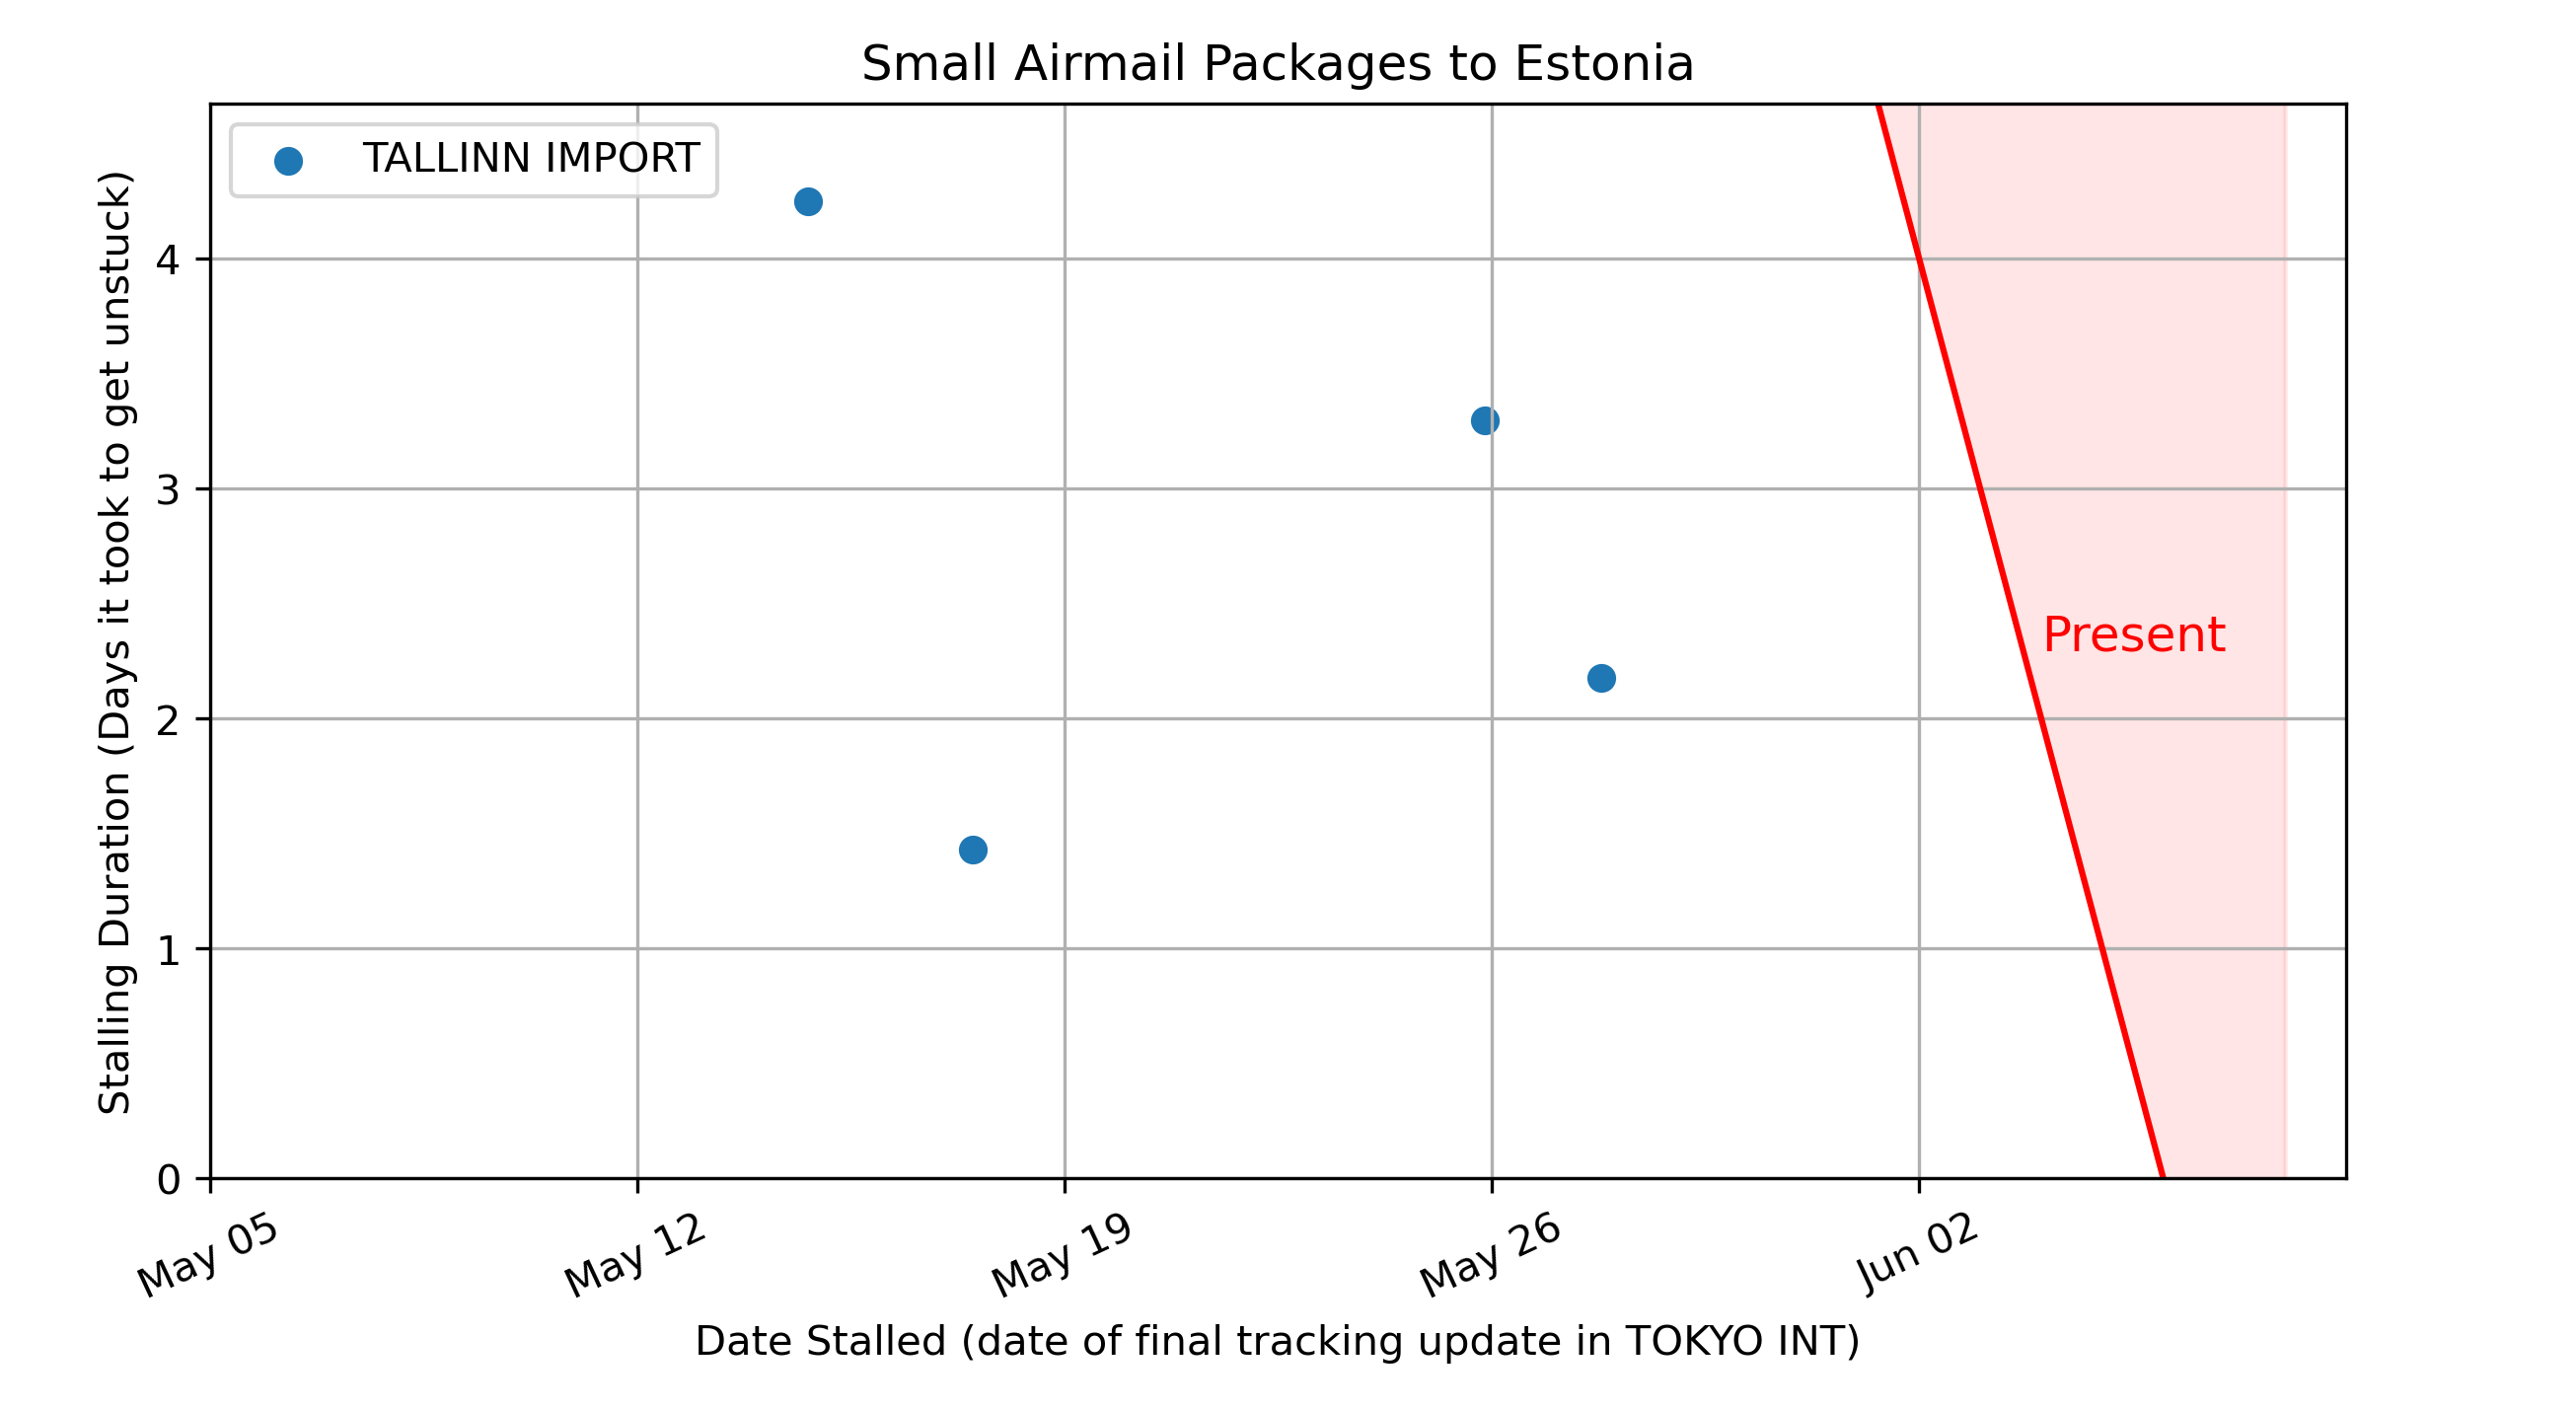 Small Airmail Packages to Estonia
TALLINN IMPORT
Stalling Duration (Days it took to get unstuck)
4
3
2
1
0
Present
May 05
May 12
May 19
May 26
Jun 02
Date Stalled (date of final tracking update in TOKYO INT)